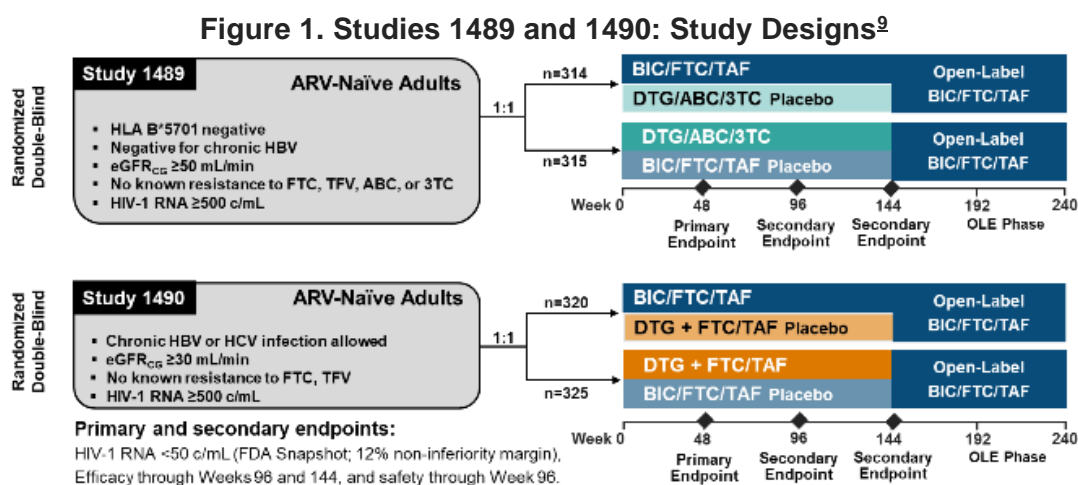 Figure 1. Studies 1489 and 1490: Study Designs9
Randomized
Double-Blind
Study 1489
ARV-Naïve Adults
▪ HLA B*5701 negative
▪ Negative for chronic HBV
▪ eGFRCG ≥50 mL/min
▪ No known resistance to FTC, TFV, ABC, or 3TC
▪ HIV-1 RNA ≥500 c/mL
1:1
n=314
n=315
BIC/FTC/TAF
DTG/ABC/3TC Placebo
DTG/ABC/3TC
BIC/FTC/TAF Placebo
Open-Label
BIC/FTC/TAF
Open-Label
BIC/FTC/TAF
Week 0 48 96 144 192 240
Primary Endpoint
Secondary Endpoint
Secondary Endpoint
OLE Phase
Randomized
Double-Blind
Study 1490
ARV-Naïve Adults
▪ Chronic HBV or HCV infection allowed
▪ eGFRCG ≥30 mL/min
▪ No known resistance to FTC, TFV
▪ HIV-1 RNA ≥500 c/mL
1:1
n=320
n=325
BIC/FTC/TAF
DTG + FTC/TAF Placebo
DTG + FTC/TAF
BIC/FTC/TAF Placebo
Open-Label
BIC/FTC/TAF
Open-Label
BIC/FTC/TAF
Week 0 48 96 144 192 240
Primary Endpoint
Secondary Endpoint
Secondary Endpoint
OLE Phase
Primary and secondary endpoints:
HIV-1 RNA <50 c/mL (FDA Snapshot; 12% non-inferiority margin),
Efficacy through Weeks 96 and 144, and safety through Week 96.